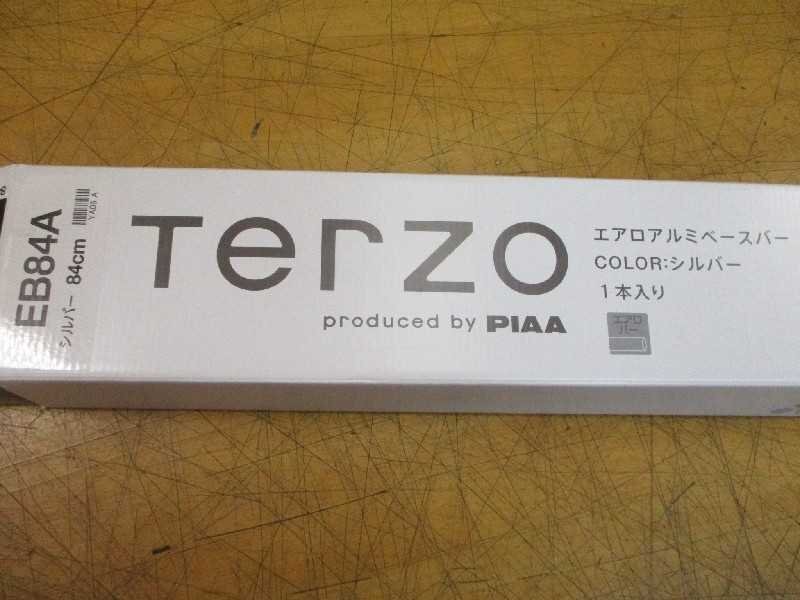 EB84A
シルバー 84cm
YA05 A
Terzo
produced by PIAA
エアロアルミベースバー
COLOR:シルバー
1本入り
エアロ
バー